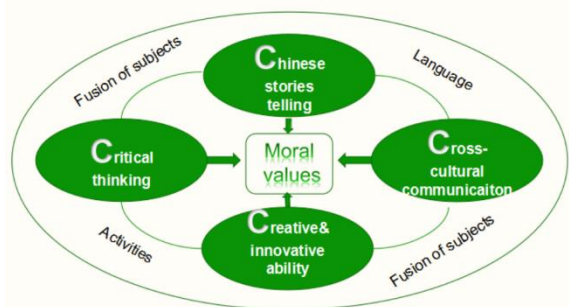 Fusion of subjects
Language
Chinese
stories
telling
Critical
thinking
Moral
values
Cross-
cultural
communicaiton
Creative&
innovative
ability
Activities
Fusion of subjects